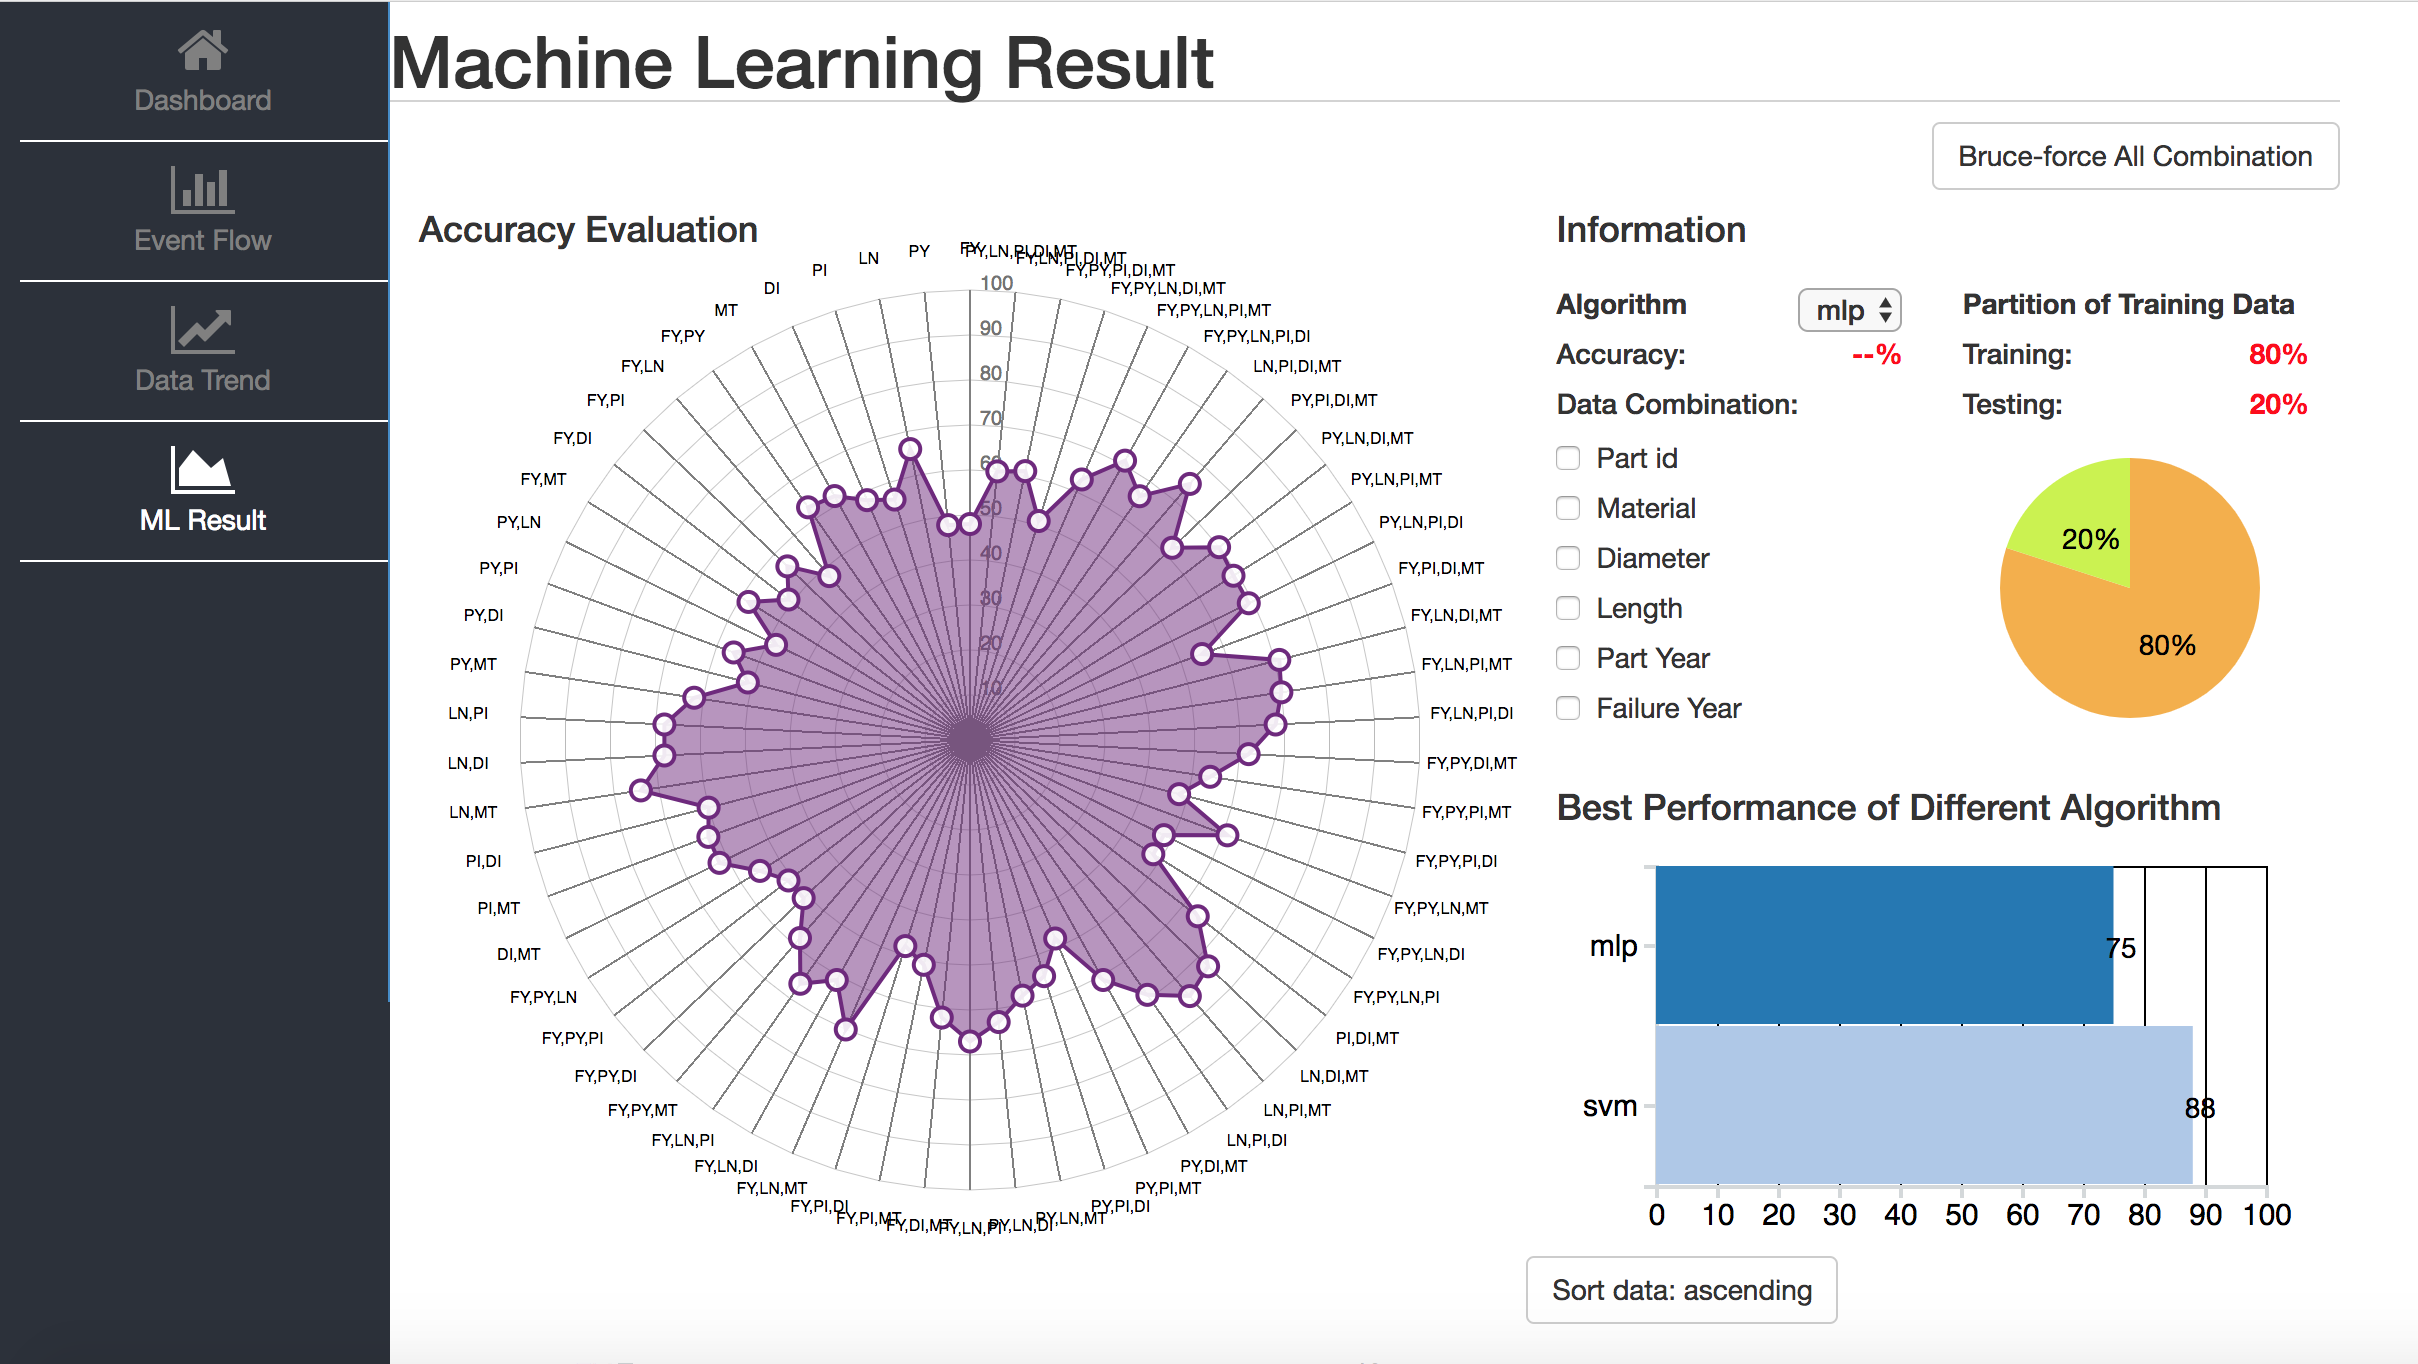 Machine Learning Result
Dashboard
Event Flow
Data Trend
ML Result
Bruce-force All Combination
Accuracy Evaluation
FY
PY
LN
PI
DI
MT
FY,PY
FY,LN
FY,PI
FY,DI
FY,MT
PY,LN
PY,PI
PY,DI
PY,MT
LN,PI
LN,DI
LN,MT
PI,DI
PI,MT
DI,MT
FY,PY,LN
FY,PY,PI
FY,PY,DI
FY,PY,MT
FY,LN,PI
FY,LN,DI
FY,LN,MT
FY,PI,DI
FY,PI,MT
FY,DI,MT
PY,LN,PI
PY,LN,DI
PY,LN,MT
PY,PI,DI
PY,PI,MT
PY,DI,MT
LN,PI,DI
LN,PI,MT
LN,DI,MT
PI,DI,MT
FY,PY,LN,PI
FY,PY,LN,DI
FY,PY,LN,MT
FY,PY,PI,DI
FY,PY,PI,MT
FY,PY,DI,MT
FY,LN,PI,DI
FY,LN,PI,MT
FY,LN,DI,MT
FY,PI,DI,MT
PY,LN,PI,DI
PY,LN,PI,MT
PY,LN,DI,MT
PY,PI,DI,MT
LN,PI,DI,MT
FY,PY,LN,PI,DI
FY,PY,LN,PI,MT
FY,PY,LN,DI,MT
FY,PY,PI,DI,MT
FY,LN,PI,DI,MT
PY,LN,PI,DI,MT
100
90
80
70
60
50
40
30
20
10
Information
Algorithm mlp
Accuracy: --%
Data Combination:
Part id
Material
Diameter
Length
Part Year
Failure Year
Partition of Training Data
Training: 80%
Testing: 20%
20%
80%
Best Performance of Different Algorithm
mlp 75
svm 88
0 10 20 30 40 50 60 70 80 90 100
Sort data: ascending